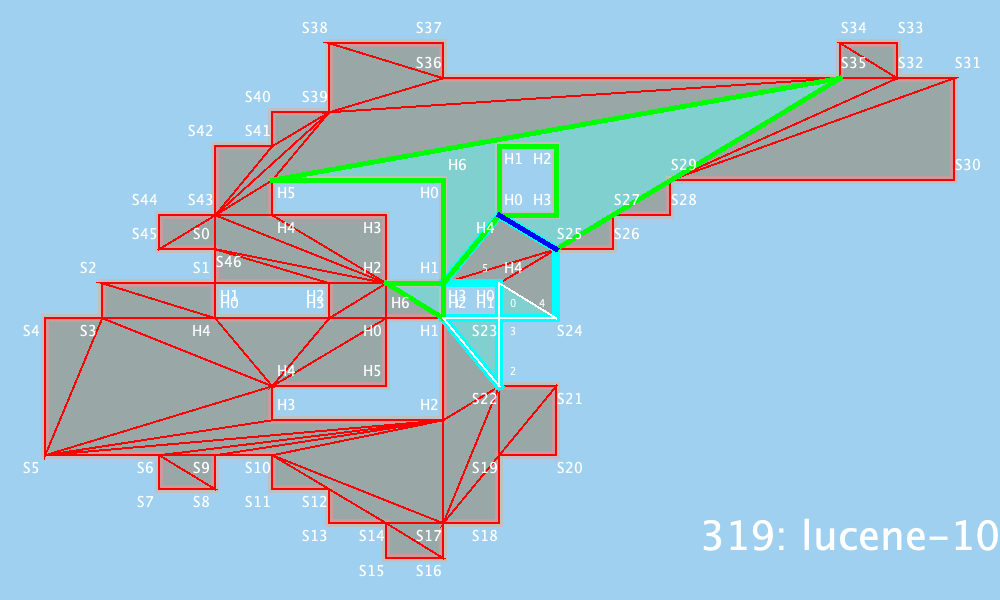 S38 S37 S34 S33
S36 S35 S32 S31
S40 S39
S42 S41
H6 H1 H2 S29 S30
S44 S43 H5 H0 H0 H3 S27 S28
S45 S0 H4 H3 H4 S25 S26
S2 S1 S46 H2 H1 5 H4
H1 H0 H2 H3 H6 H3 H2 H0 H1 0 4
S4 S3 H4 H0 H1 S23 3 S24
H4 H5 2
H3 H2 S22 S21
S5 S6 S9 S10 S19 S20
S7 S8 S11 S12
S13 S14 S17 S18
S15 S16
319: lucene-10